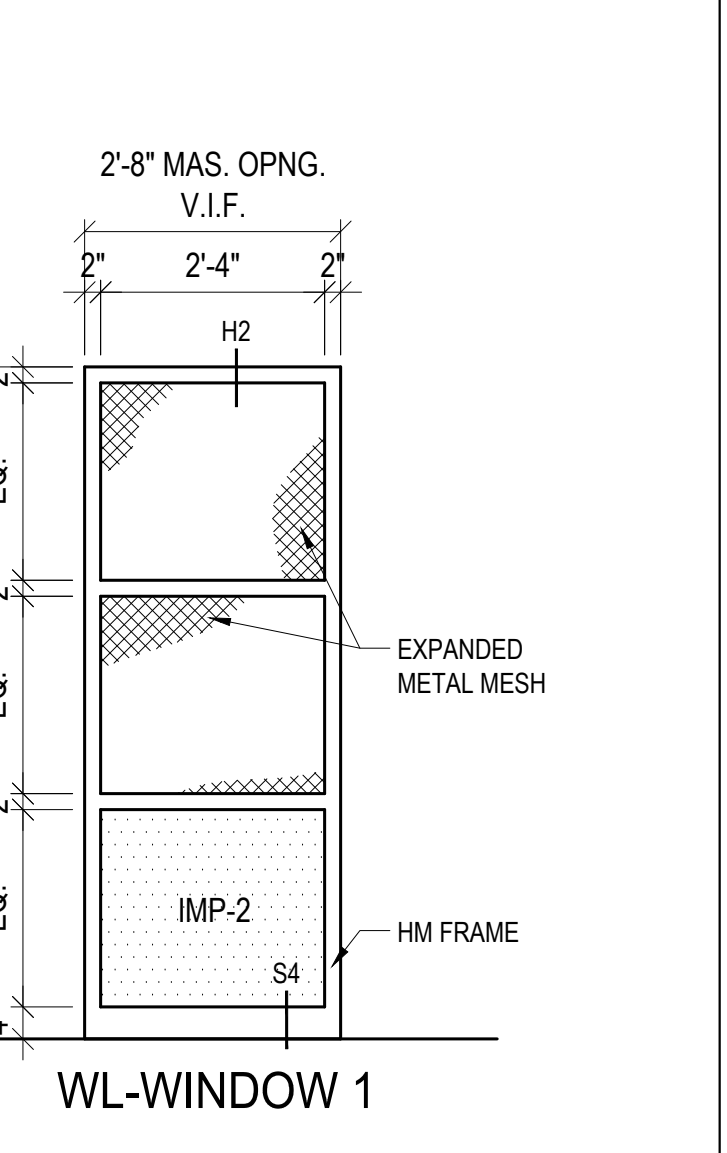 2'-8" MAS. OPNG.
V.I.F.
2" 2'-4" 2"
H2
EXPANDED
METAL MESH
IMP-2
HM FRAME
S4
WL-WINDOW 1